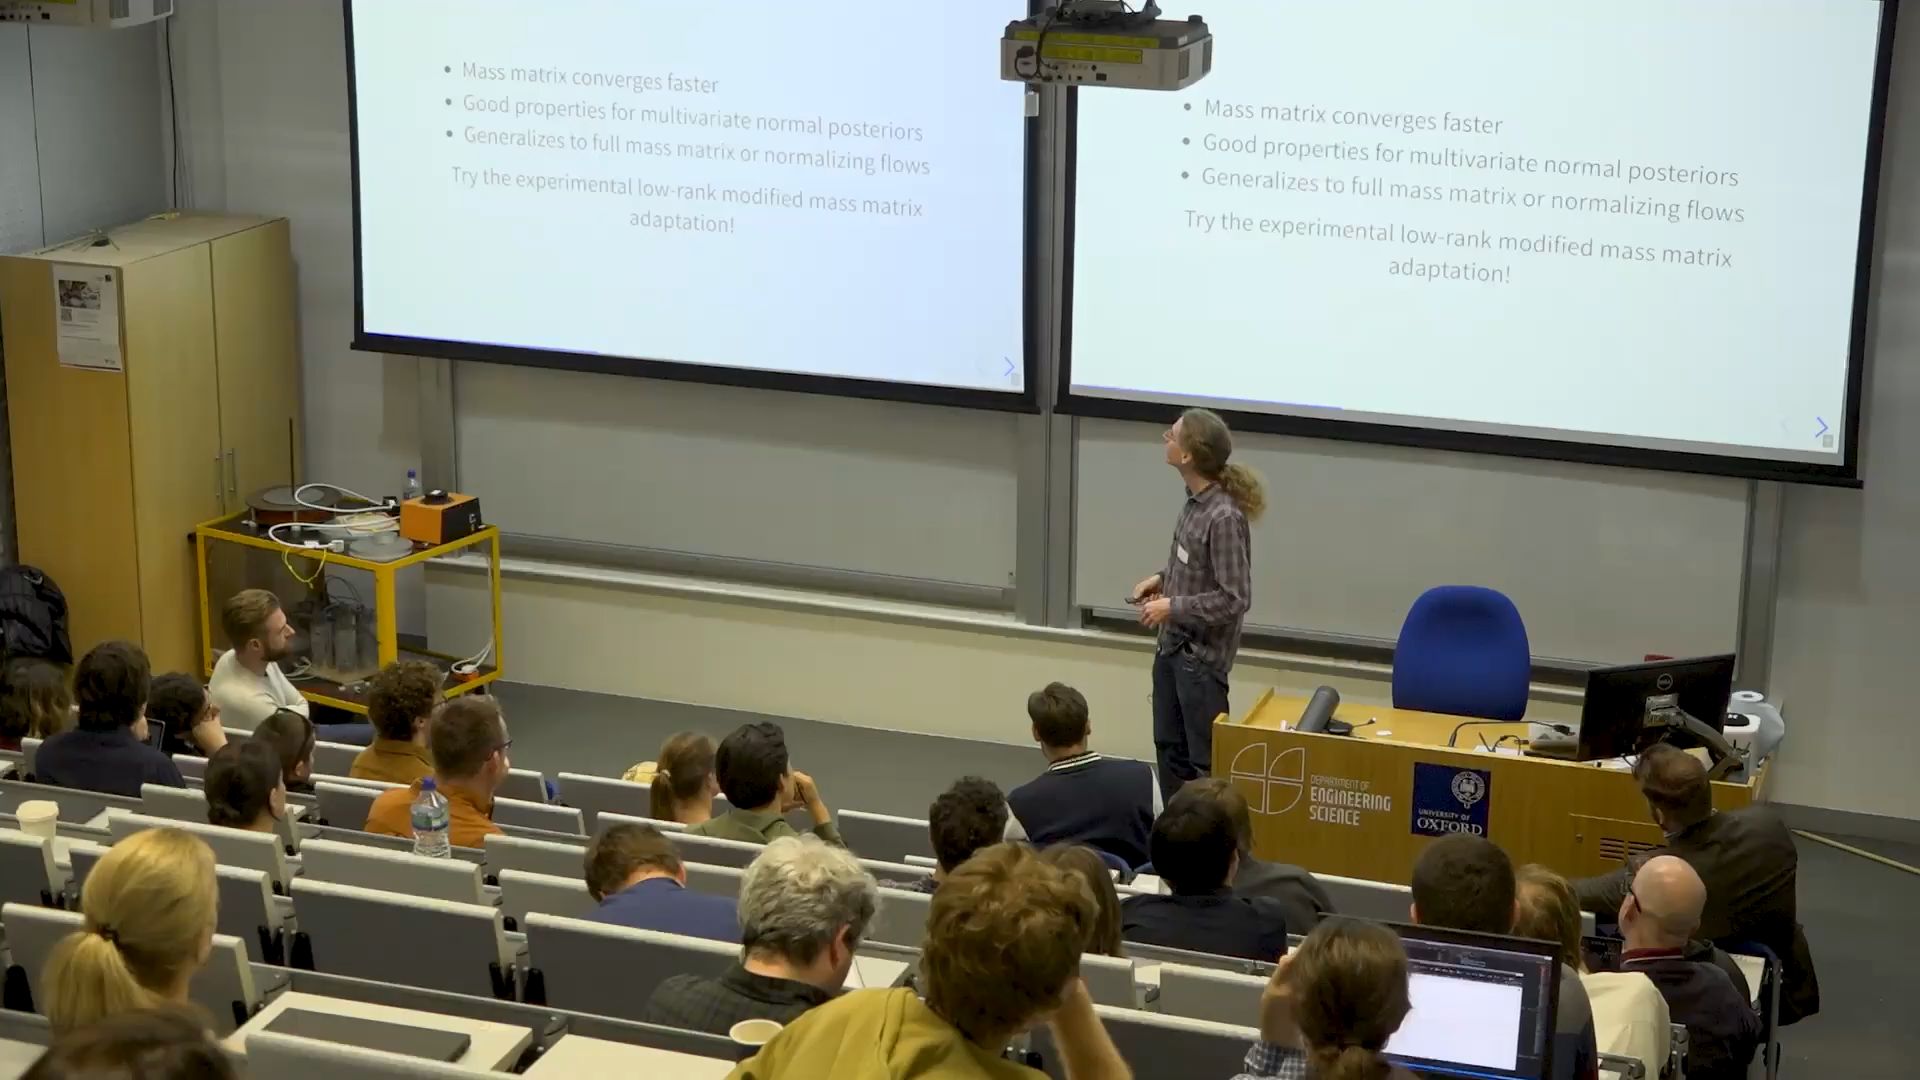 • Mass matrix converges faster
• Good properties for multivariate normal posteriors
• Generalizes to full mass matrix or normalizing flows
Try the experimental low-rank modified mass matrix
adaptation!
• Mass matrix converges faster
• Good properties for multivariate normal posteriors
• Generalizes to full mass matrix or normalizing flows
Try the experimental low-rank modified mass matrix
adaptation!
DEPARTMENT OF
ENGINEERING
SCIENCE
UNIVERSITY OF
OXFORD
DELL